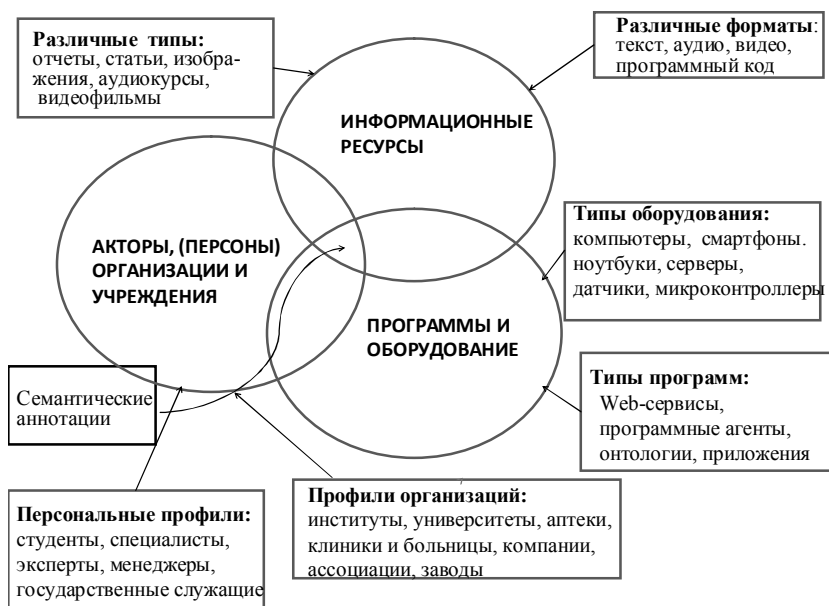 Различные типы:
отчеты, статьи, изобра-
жения, аудиокурсы,
видеофильмы
Различные форматы:
текст, аудио, видео,
программный код
ИНФОРМАЦИОННЫЕ
РЕСУРСЫ
АКТОРЫ, (ПЕРСОНЫ)
ОРГАНИЗАЦИИ И
УЧРЕЖДЕНИЯ
Типы оборудования:
компьютеры, смартфоны.
ноутбуки, серверы,
датчики, микроконтроллеры
ПРОГРАММЫ И
ОБОРУДОВАНИЕ
Семантические
аннотации
Типы программ:
Web-сервисы,
программные агенты,
онтологии, приложения
Персональные профили:
студенты, специалисты,
эксперты, менеджеры,
государственные служащие
Профили организаций:
институты, университеты, аптеки,
клиники и больницы, компании,
ассоциации, заводы